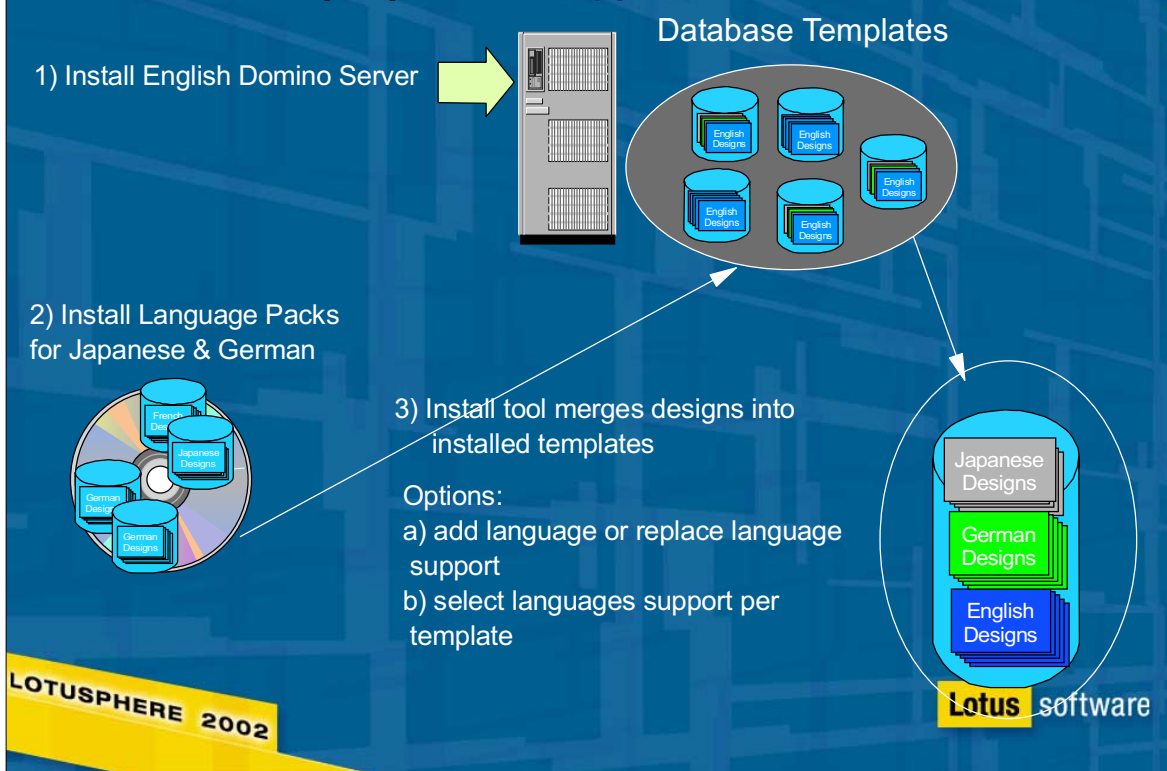 Database Templates
1) Install English Domino Server
English
Designs
English
Designs
English
Designs
English
Designs
English
Designs
2) Install Language Packs
for Japanese & German
French
Japanese
Designs
German
German
Designs
3) Install tool merges designs into
installed templates
Options:
a) add language or replace language
support
b) select languages support per
template
Japanese
Designs
German
Designs
English
Designs
LOTUSPHERE 2002
Lotus software